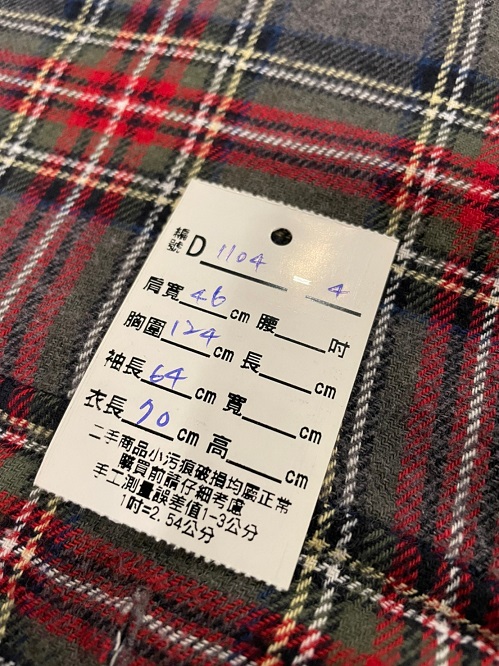 編號 D 1104 4
肩寬 46 cm 腰 吋
胸圍 124 cm 長 cm
袖長 64 cm 寬 cm
衣長 70 cm 高 cm
二手商品小污痕破損均屬正常
購買前請仔細考慮
手工測量誤差值1-3公分
1吋=2.54公分